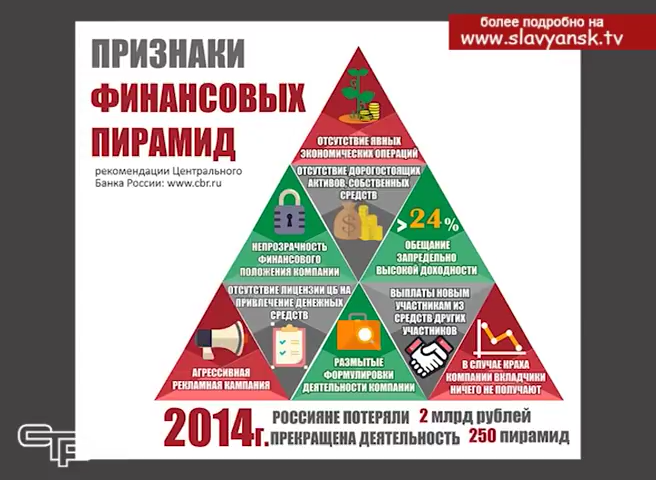 более подробно на
www.slavyansk.tv
ПРИЗНАКИ
ФИНАНСОВЫХ
ПИРАМИД
рекомендации Центрального
Банка России: www.cbr.ru
ОТСУТСТВИЕ ЯВНЫХ
ЭКОНОМИЧЕСКИХ ОПЕРАЦИЙ
ОТСУТСТВИЕ ДОРОГОСТОЯЩИХ
АКТИВОВ, СОБСТВЕННЫХ
СРЕДСТВ
НЕПРОЗРАЧНОСТЬ
ФИНАНСОВОГО
ПОЛОЖЕНИЯ КОМПАНИИ
>24%
ОБЕЩАНИЕ
ЗАПРЕДЕЛЬНО
ВЫСОКОЙ ДОХОДНОСТИ
ОТСУТСТВИЕ ЛИЦЕНЗИИ ЦБ НА
ПРИВЛЕЧЕНИЕ ДЕНЕЖНЫХ
СРЕДСТВ
ВЫПЛАТЫ НОВЫМ
УЧАСТНИКАМ ИЗ
СРЕДСТВ ДРУГИХ
УЧАСТНИКОВ
АГРЕССИВНАЯ
РЕКЛАМНАЯ КАМПАНИЯ
РАЗМЫТЫЕ
ФОРМУЛИРОВКИ
ДЕЯТЕЛЬНОСТИ КОМПАНИИ
В СЛУЧАЕ КРАХА
КОМПАНИИ ВКЛАДЧИКИ
НИЧЕГО НЕ ПОЛУЧАЮТ
2014г. РОССИЯНЕ ПОТЕРЯЛИ 2 млрд рублей
ПРЕКРАЩЕНА ДЕЯТЕЛЬНОСТЬ 250 пирамид